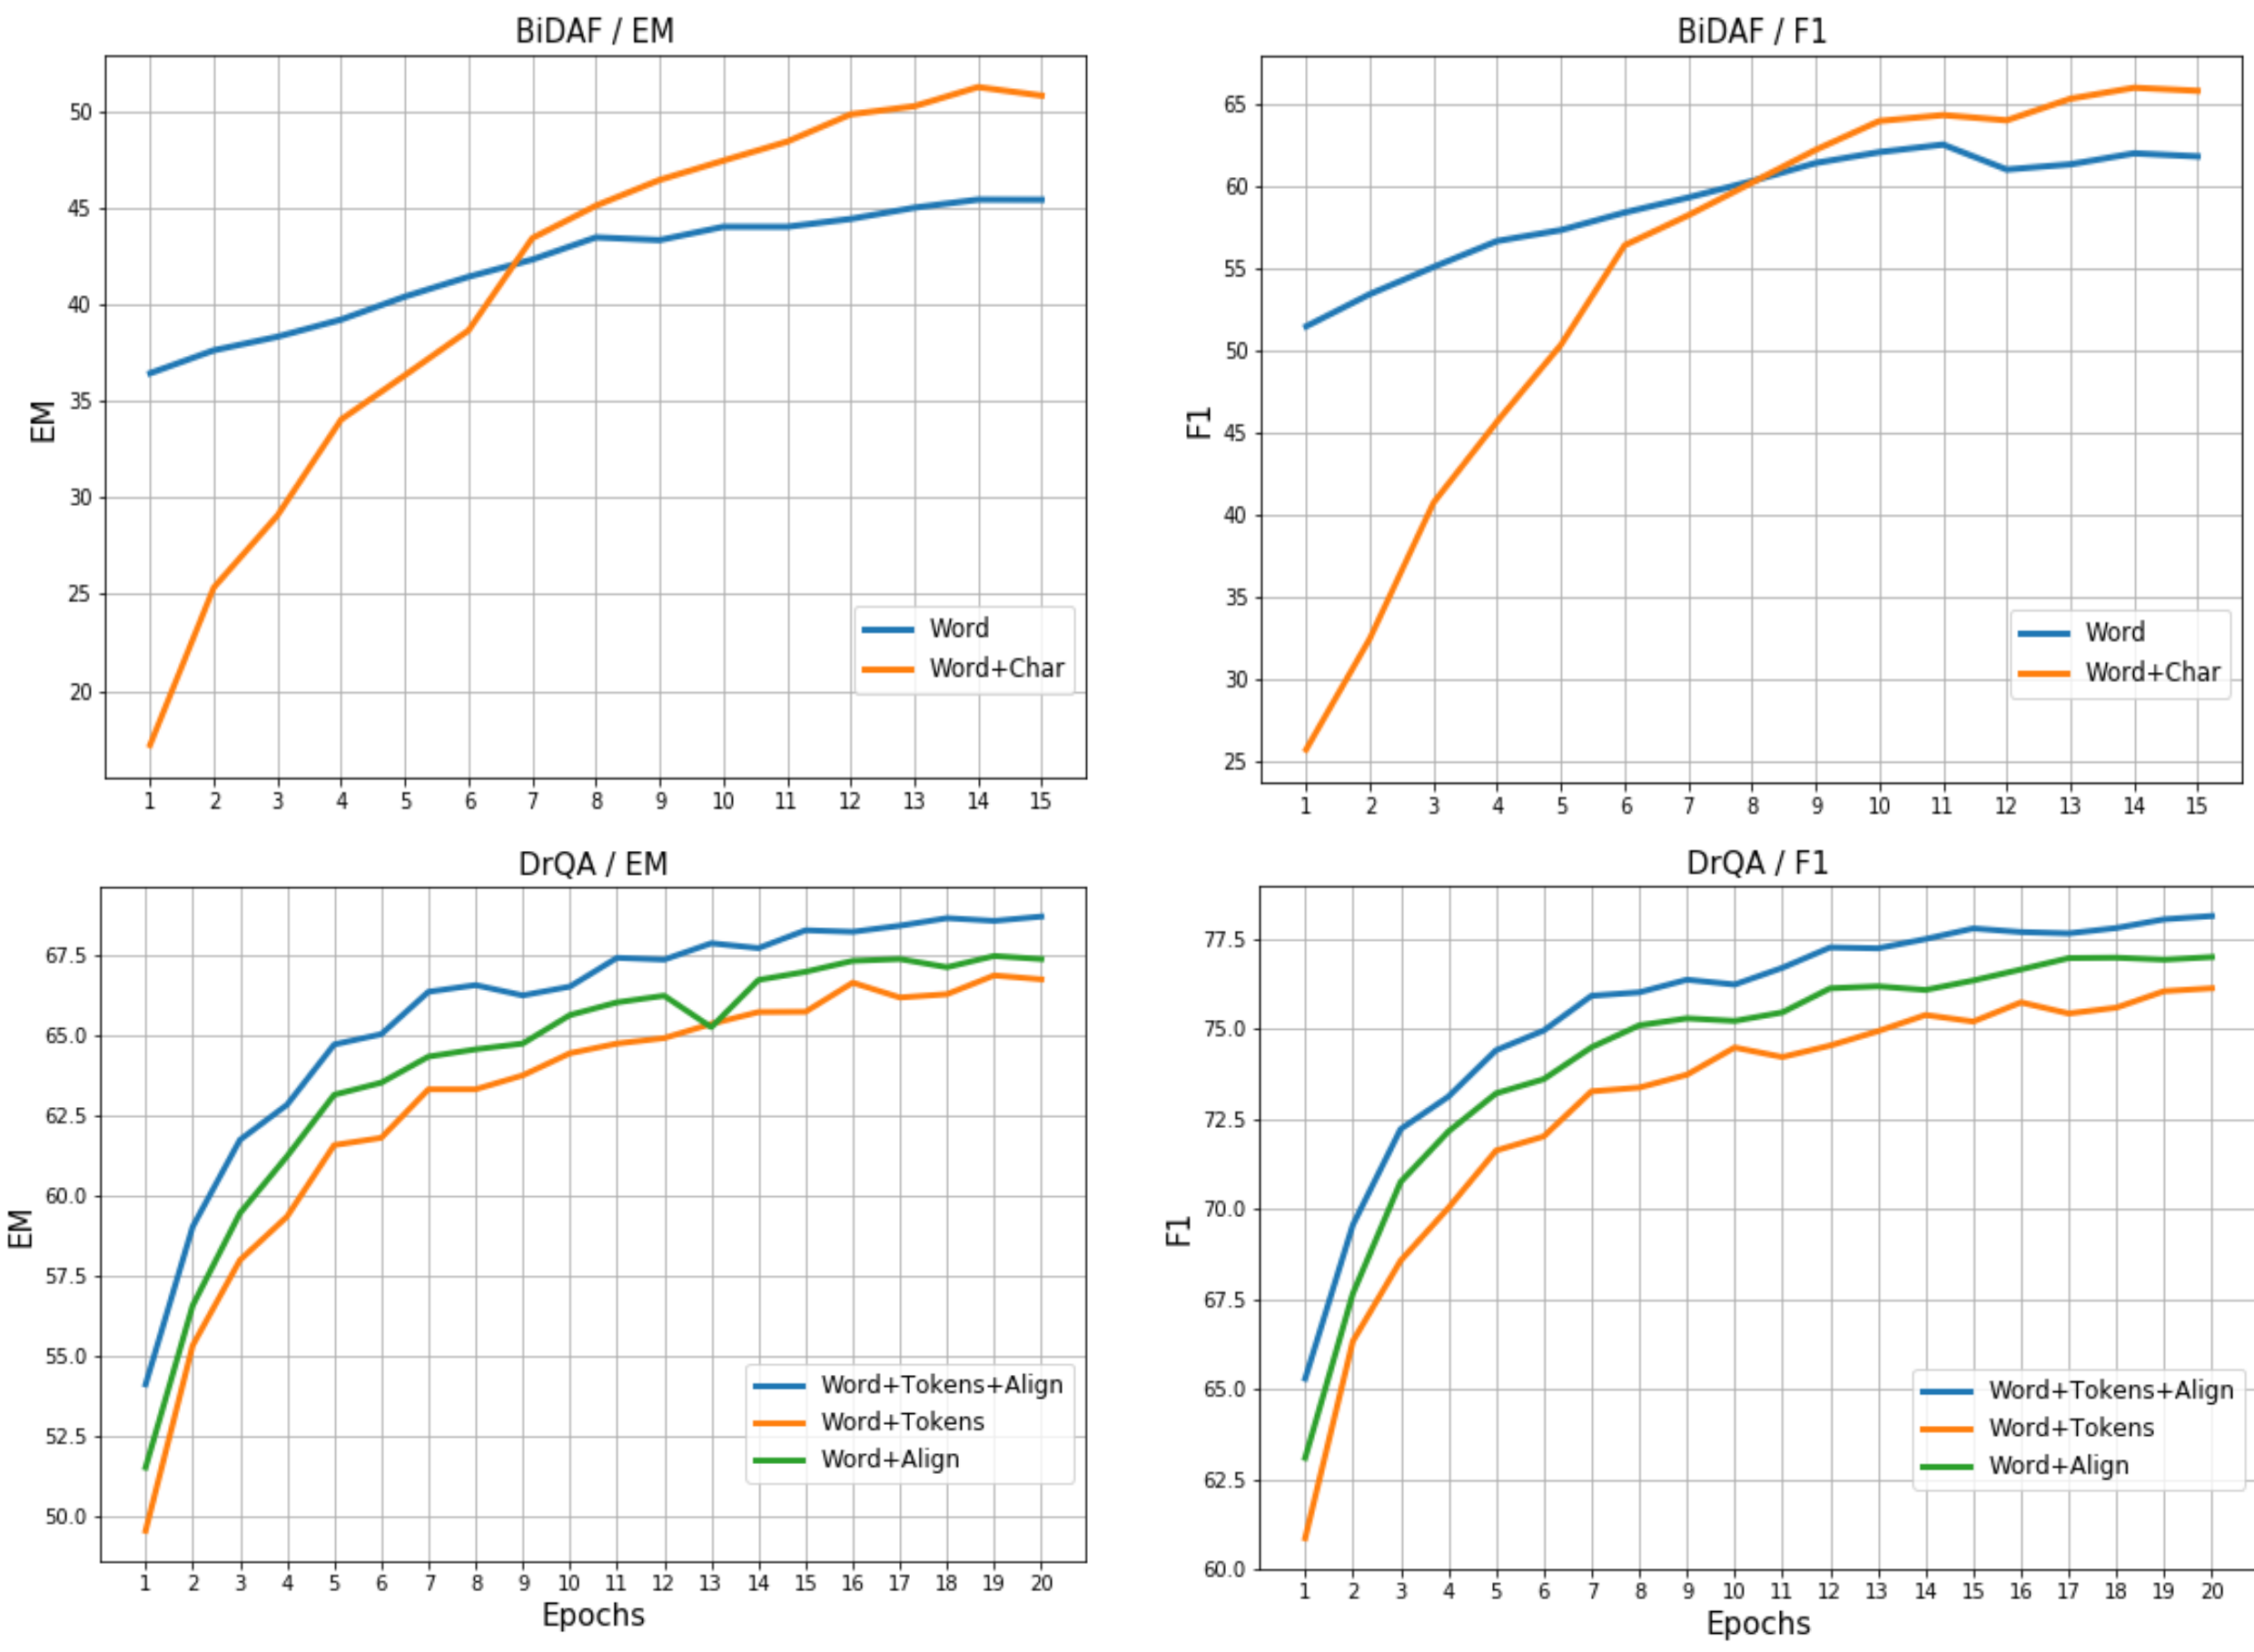 BiDAF / EM
EM
50
45
40
35
30
25
20
1 2 3 4 5 6 7 8 9 10 11 12 13 14 15
Word
Word+Char
BiDAF / F1
F1
65
60
55
50
45
40
35
30
25
1 2 3 4 5 6 7 8 9 10 11 12 13 14 15
Word
Word+Char
DrQA / EM
EM
67.5
65.0
62.5
60.0
57.5
55.0
52.5
50.0
1 2 3 4 5 6 7 8 9 10 11 12 13 14 15 16 17 18 19 20
Epochs
Word+Tokens+Align
Word+Tokens
Word+Align
DrQA / F1
F1
77.5
75.0
72.5
70.0
67.5
65.0
62.5
60.0
1 2 3 4 5 6 7 8 9 10 11 12 13 14 15 16 17 18 19 20
Epochs
Word+Tokens+Align
Word+Tokens
Word+Align